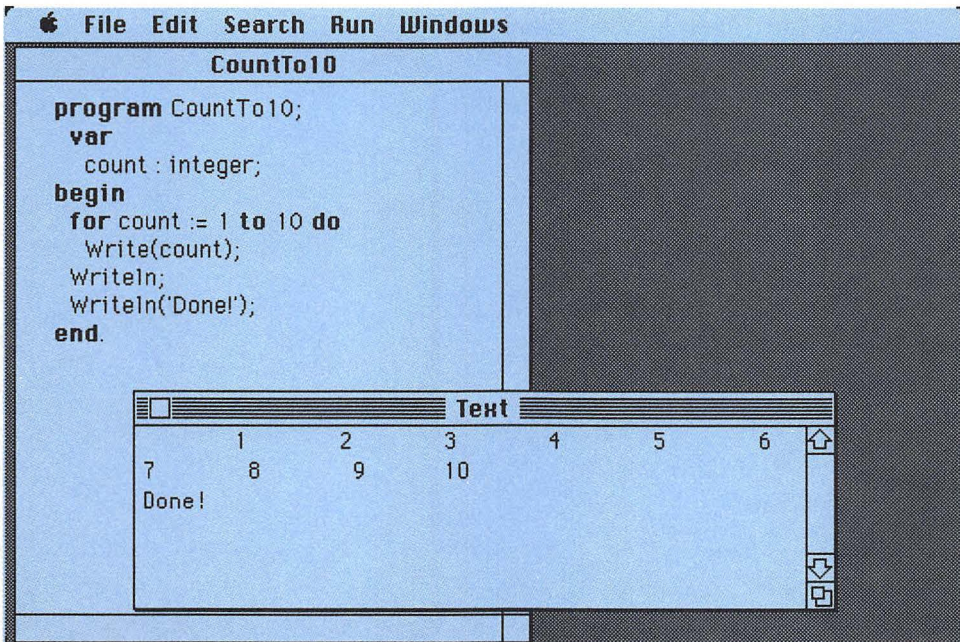 File Edit Search Run Windows
CountTo10
program CountTo10;
var
count : integer;
begin
for count := 1 to 10 do
Write(count);
Writeln;
Writeln('Done!');
end.
Text
1 2 3 4 5 6
7 8 9 10
Done!